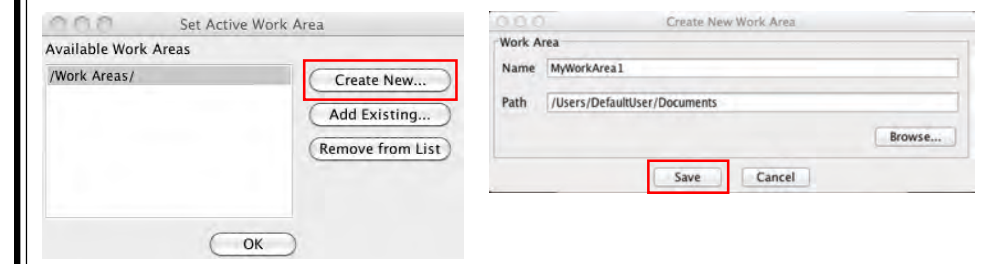 Set Active Work Area
Available Work Areas
/Work Areas/
Create New...
Add Existing...
Remove from List
OK
Create New Work Area
Work Area
Name MyWorkArea1
Path /Users/DefaultUser/Documents
Browse...
Save Cancel